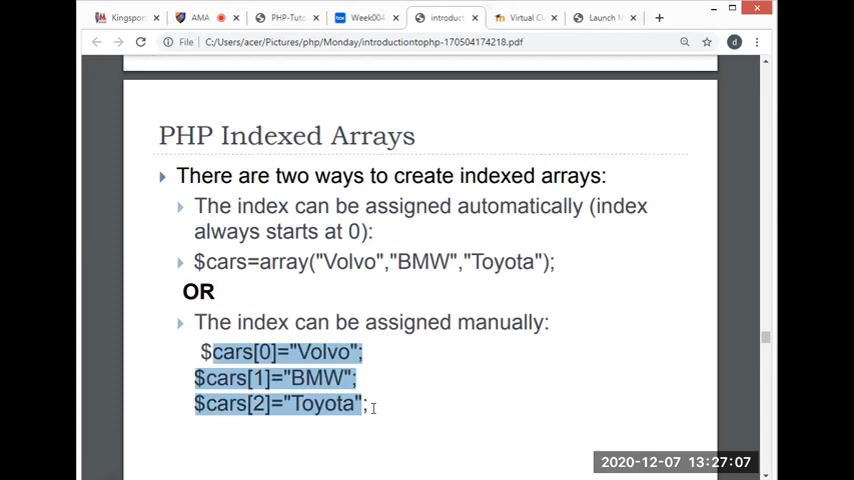 Kingspor
AMA
PHP-Tuto
Week004
introduct
Virtual Cl
Launch M
File
C:/Users/acer/Pictures/php/Monday/introductiontophp-170504174218.pdf
d
PHP Indexed Arrays
There are two ways to create indexed arrays:
The index can be assigned automatically (index
always starts at 0):
$cars=array("Volvo","BMW","Toyota");
OR
The index can be assigned manually:
$cars[0]="Volvo";
$cars[1]="BMW";
$cars[2]="Toyota";
2020-12-07 13:27:07